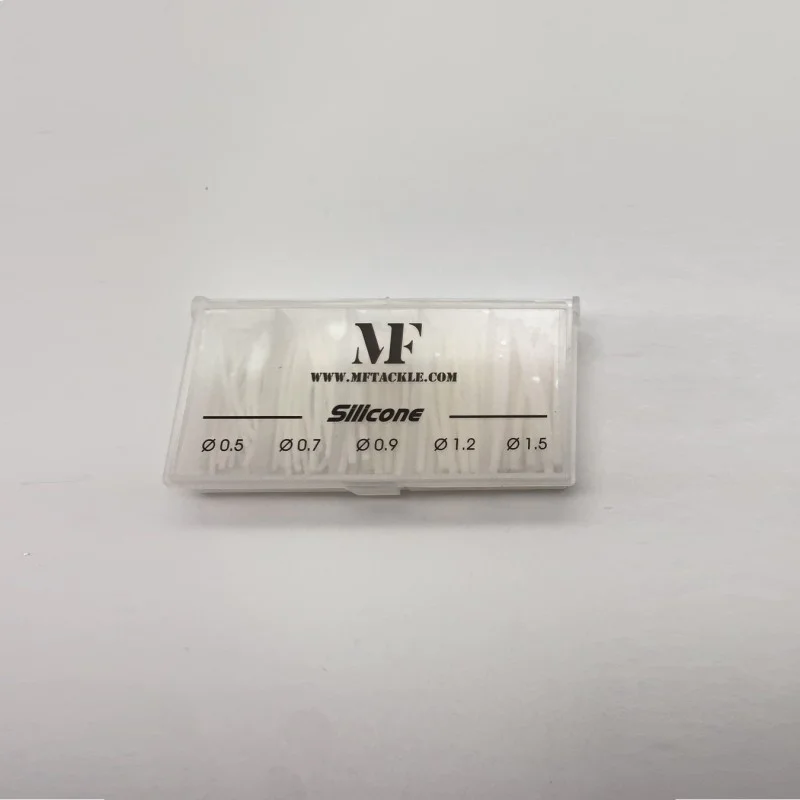 MF
WWW.MFTACKLE.COM
Silicone
Ø 0.5 Ø 0.7 Ø 0.9 Ø 1.2 Ø 1.5